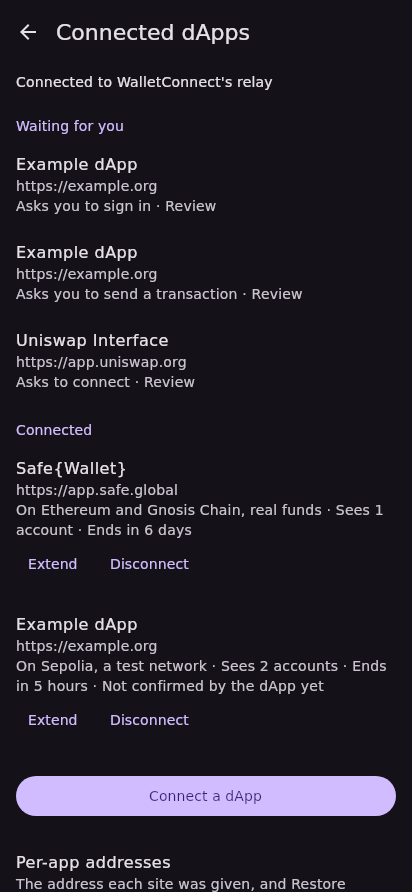 Connected dApps
Connected to WalletConnect's relay
Waiting for you
Example dApp
https://example.org
Asks you to sign in · Review
Example dApp
https://example.org
Asks you to send a transaction · Review
Uniswap Interface
https://app.uniswap.org
Asks to connect · Review
Connected
Safe{Wallet}
https://app.safe.global
On Ethereum and Gnosis Chain, real funds · Sees 1
account · Ends in 6 days
Extend Disconnect
Example dApp
https://example.org
On Sepolia, a test network · Sees 2 accounts · Ends
in 5 hours · Not confirmed by the dApp yet
Extend Disconnect
Connect a dApp
Per-app addresses
The address each site was given, and Restore